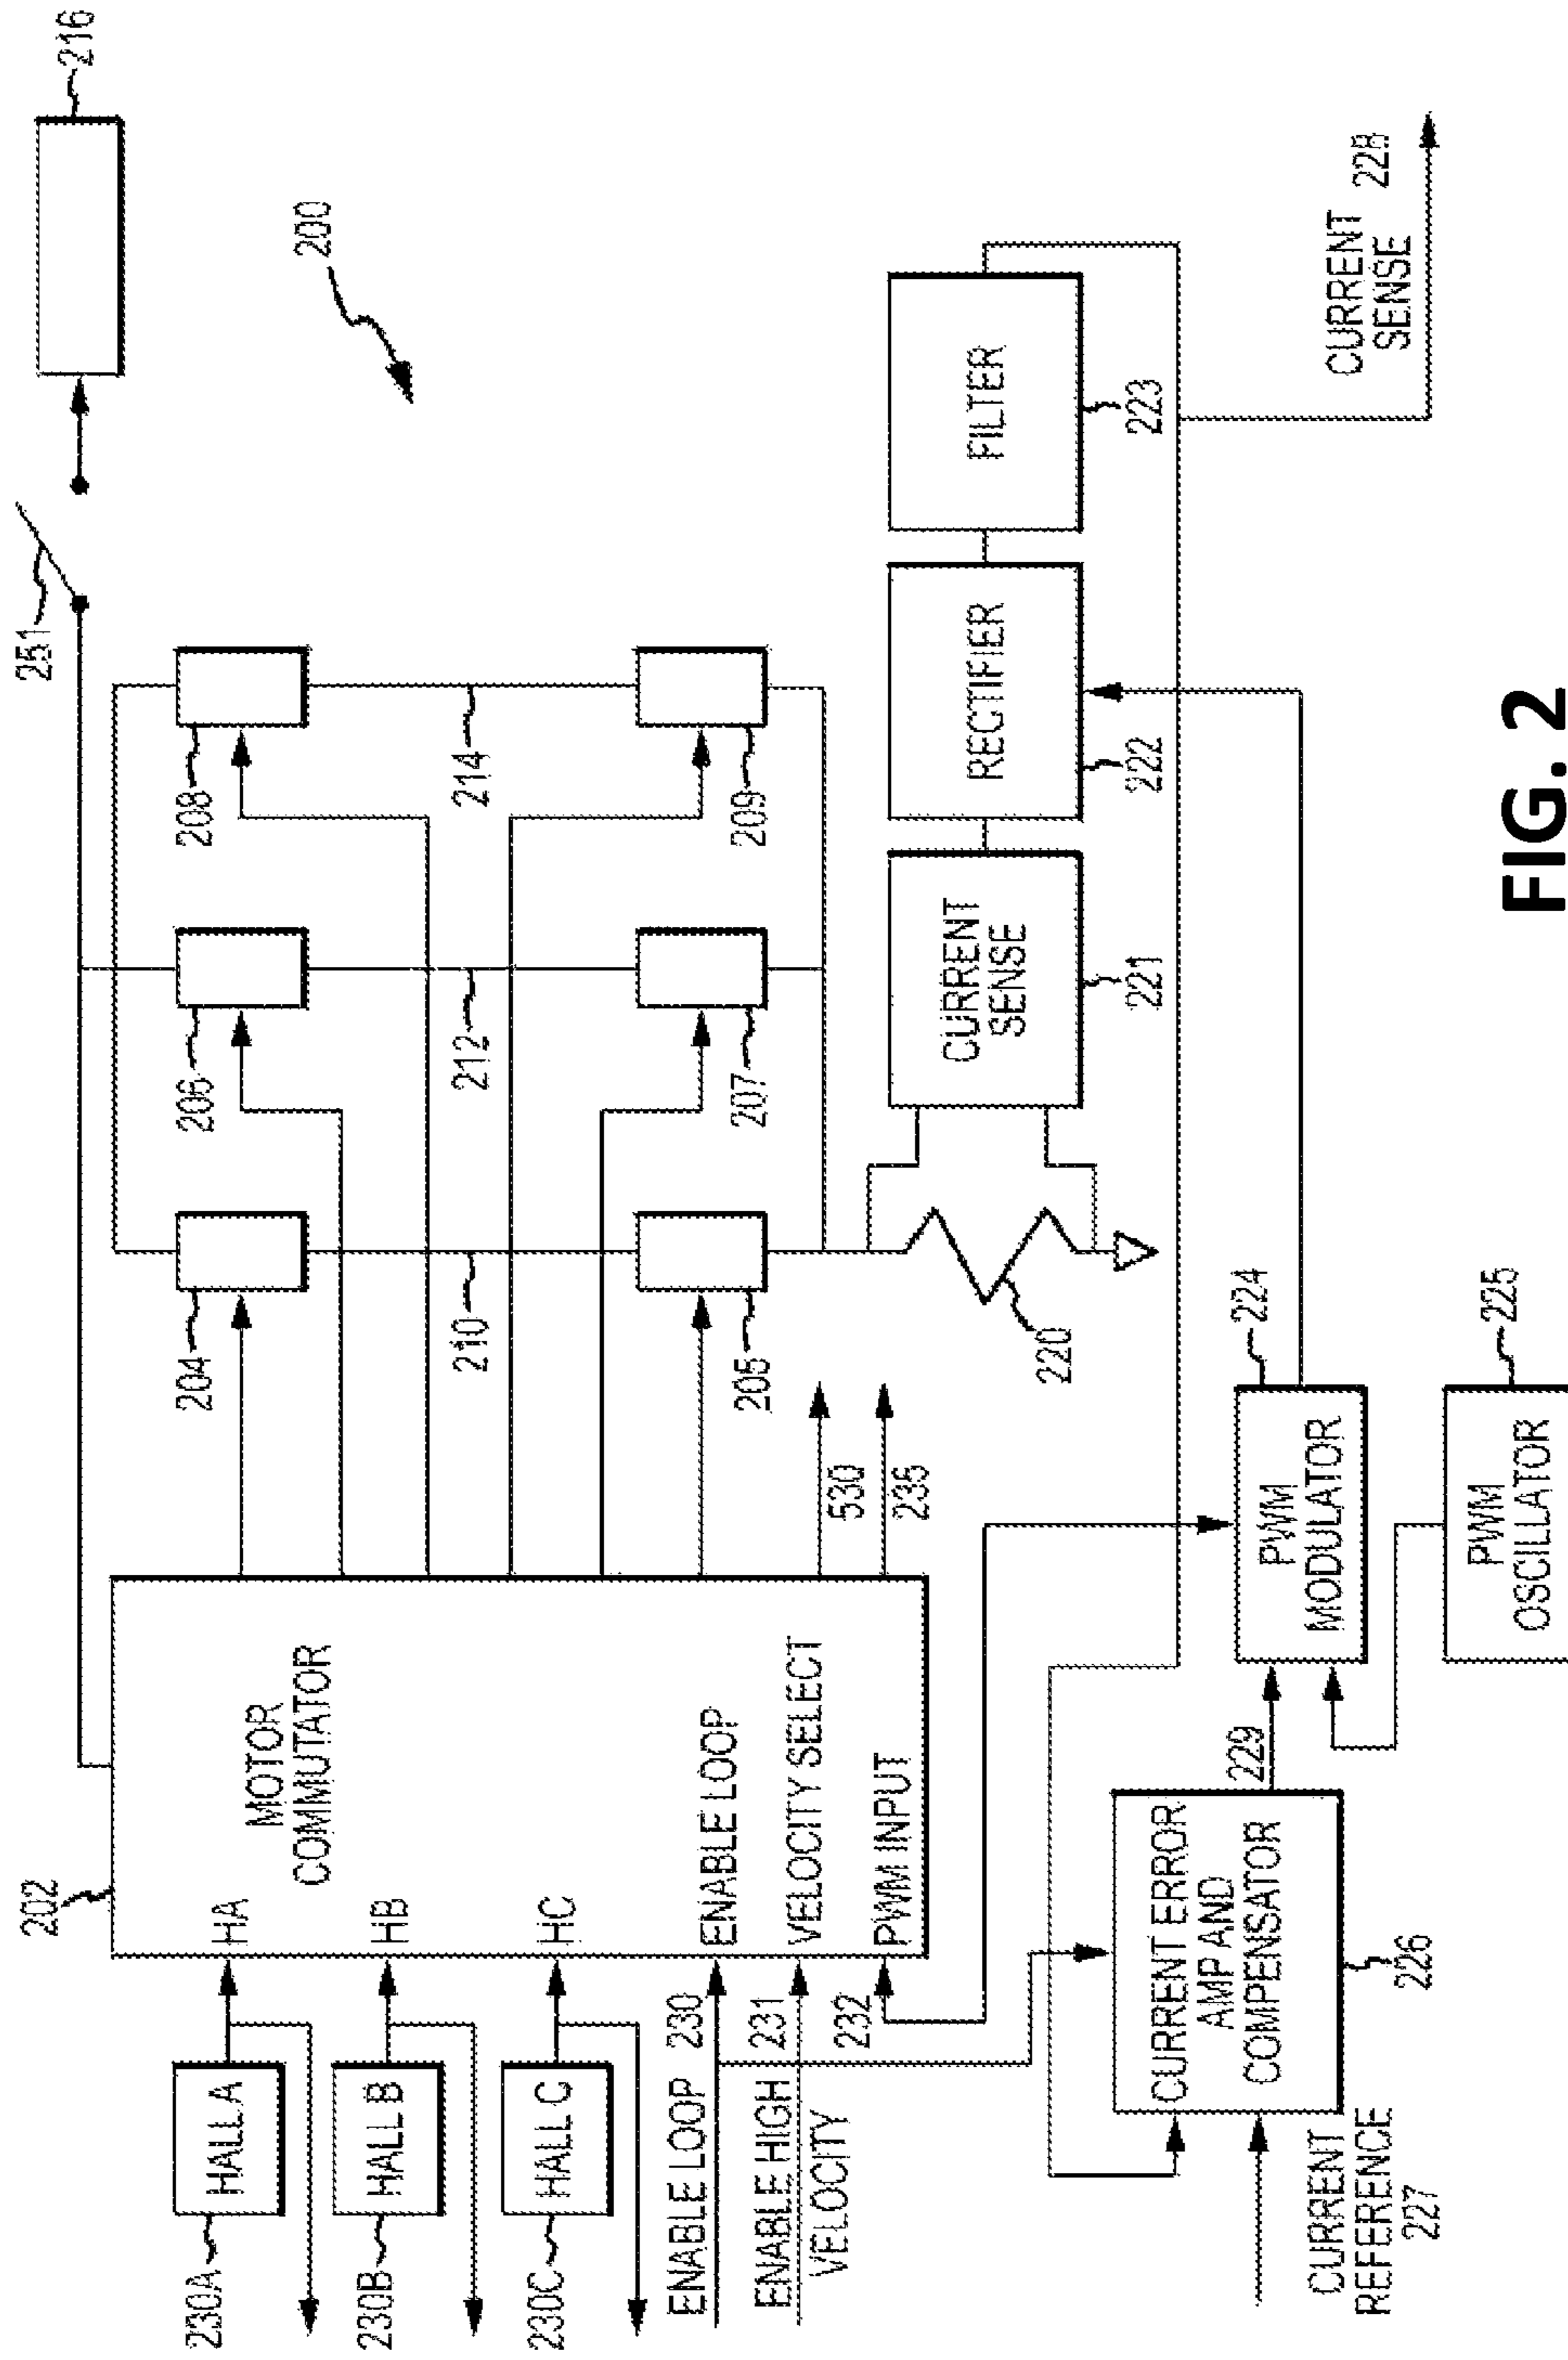 216
251
200
202
MOTOR
COMMUTATOR
HA
HB
HC
ENABLE LOOP
VELOCITY SELECT
PWM INPUT
HALL A
230A
HALL B
230B
HALL C
230C
ENABLE LOOP 230
ENABLE HIGH 231
VELOCITY
232
530
235
204
206
208
210
212
214
205
207
209
220
CURRENT
SENSE
221
RECTIFIER
222
FILTER
223
CURRENT
SENSE 228
PWM
MODULATOR
224
PWM
OSCILLATOR
225
229
CURRENT ERROR
AMP AND
COMPENSATOR
226
CURRENT
REFERENCE
227
FIG. 2